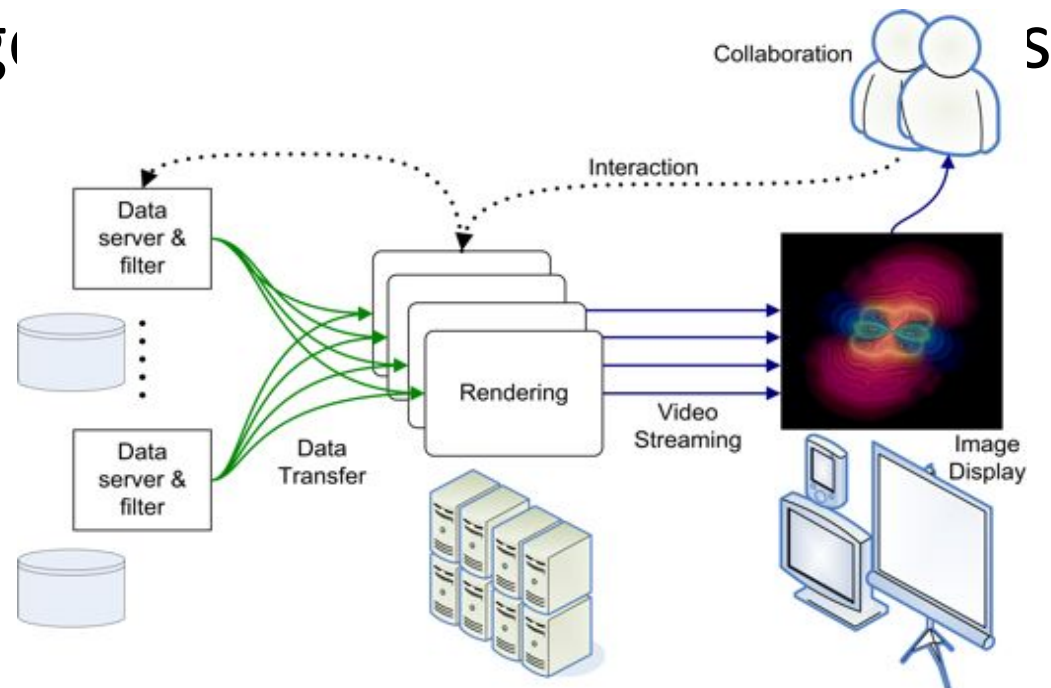 Collaboration
Interaction
Data
server &
filter
Rendering
Data
Transfer
Video
Streaming
Image
Display
Data
server &
filter